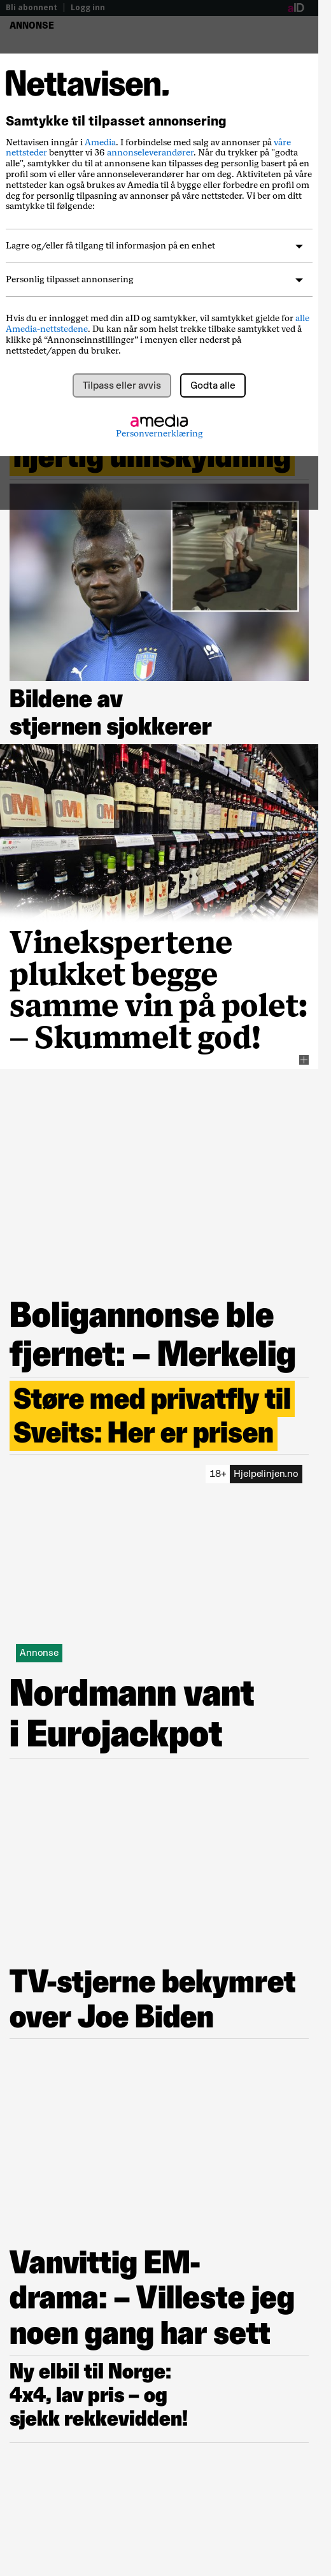 Bli abonnent | Logg inn
aID
ANNONSE
Nettavisen.
Samtykke til tilpasset annonsering
Nettavisen inngår i Amedia. I forbindelse med salg av annonser på våre
nettsteder benytter vi 36 annonseleverandører. Når du trykker på "godta
alle", samtykker du til at annonsene kan tilpasses deg personlig basert på en
profil som vi eller våre annonseleverandører har om deg. Aktiviteten på våre
nettsteder kan også brukes av Amedia til å bygge eller forbedre en profil om
deg for personlig tilpasning av annonser på våre nettsteder. Vi ber om ditt
samtykke til følgende:
Lagre og/eller få tilgang til informasjon på en enhet
Personlig tilpasset annonsering
Hvis du er innlogget med din aID og samtykker, vil samtykket gjelde for alle
Amedia-nettstedene. Du kan når som helst trekke tilbake samtykket ved å
klikke på “Annonseinnstillinger” i menyen eller nederst på
nettstedet/appen du bruker.
Tilpass eller avvis
Godta alle
amedia
Personvernerklæring
hjertig unnskyldning
Bildene av
stjernen sjokkerer
OMA OMA
Vinekspertene
plukket begge
samme vin på polet:
– Skummelt god!
Boligannonse ble
fjernet: – Merkelig
Støre med privatfly til
Sveits: Her er prisen
18+ Hjelpelinjen.no
Annonse
Nordmann vant
i Eurojackpot
TV-stjerne bekymret
over Joe Biden
Vanvittig EM-
drama: – Villeste jeg
noen gang har sett
Ny elbil til Norge:
4x4, lav pris – og
sjekk rekkevidden!